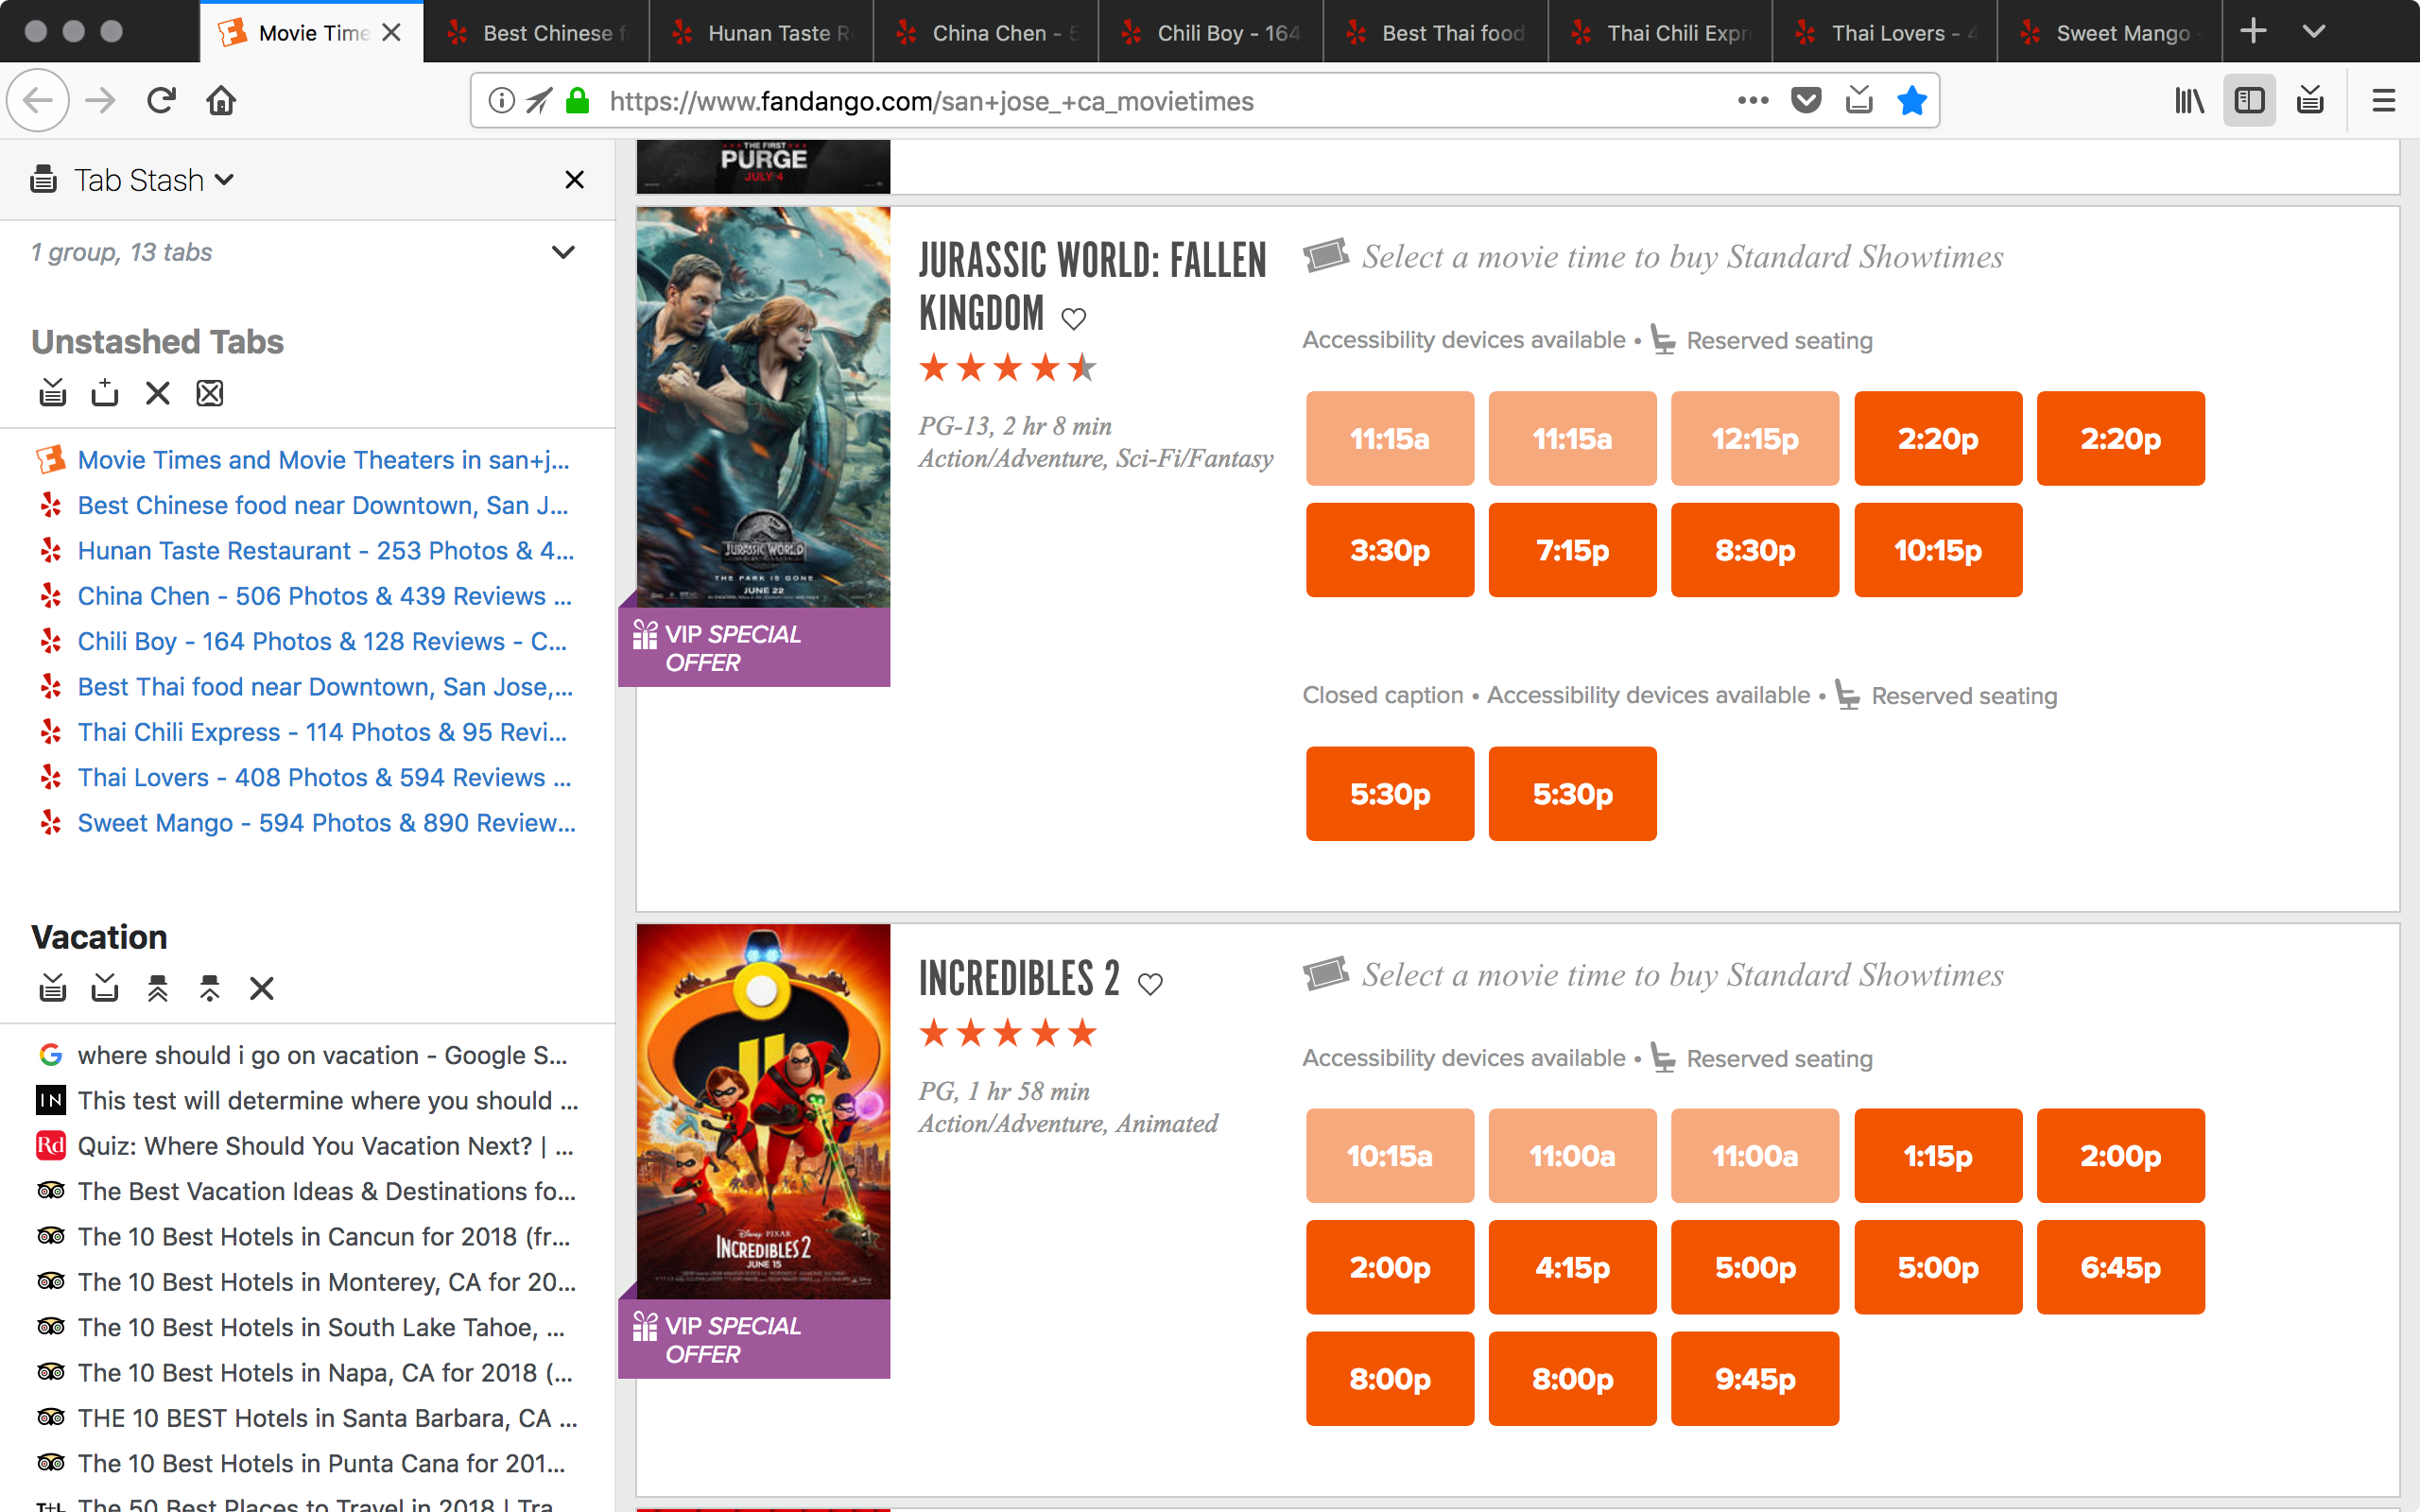 Movie Time
Best Chinese f
Hunan Taste R
China Chen - 5
Chili Boy - 164
Best Thai food
Thai Chili Expr
Thai Lovers - 4
Sweet Mango -
https://www.fandango.com/san+jose_+ca_movietimes
Tab Stash
1 group, 13 tabs
Unstashed Tabs
Movie Times and Movie Theaters in san+j...
Best Chinese food near Downtown, San J...
Hunan Taste Restaurant - 253 Photos & 4...
China Chen - 506 Photos & 439 Reviews ...
Chili Boy - 164 Photos & 128 Reviews - C...
Best Thai food near Downtown, San Jose,...
Thai Chili Express - 114 Photos & 95 Revi...
Thai Lovers - 408 Photos & 594 Reviews ...
Sweet Mango - 594 Photos & 890 Review...
Vacation
where should i go on vacation - Google S...
IN
This test will determine where you should ...
Rd
Quiz: Where Should You Vacation Next? | ...
The Best Vacation Ideas & Destinations fo...
The 10 Best Hotels in Cancun for 2018 (fr...
The 10 Best Hotels in Monterey, CA for 20...
The 10 Best Hotels in South Lake Tahoe, ...
The 10 Best Hotels in Napa, CA for 2018 (...
THE 10 BEST Hotels in Santa Barbara, CA ...
The 10 Best Hotels in Punta Cana for 201...
T+L
The 50 Best Places to Travel in 2018 | Tra...
THE FIRST
PURGE
JULY 4
JURASSIC WORLD
THE PARK IS GONE
JUNE 22
VIP SPECIAL
OFFER
JURASSIC WORLD: FALLEN
KINGDOM
PG-13, 2 hr 8 min
Action/Adventure, Sci-Fi/Fantasy
Select a movie time to buy Standard Showtimes
Accessibility devices available • Reserved seating
11:15a 11:15a 12:15p 2:20p 2:20p
3:30p 7:15p 8:30p 10:15p
Closed caption • Accessibility devices available • Reserved seating
5:30p 5:30p
Disney PIXAR
INCREDIBLES 2
JUNE 15
VIP SPECIAL
OFFER
INCREDIBLES 2
PG, 1 hr 58 min
Action/Adventure, Animated
Select a movie time to buy Standard Showtimes
Accessibility devices available • Reserved seating
10:15a 11:00a 11:00a 1:15p 2:00p
2:00p 4:15p 5:00p 5:00p 6:45p
8:00p 8:00p 9:45p